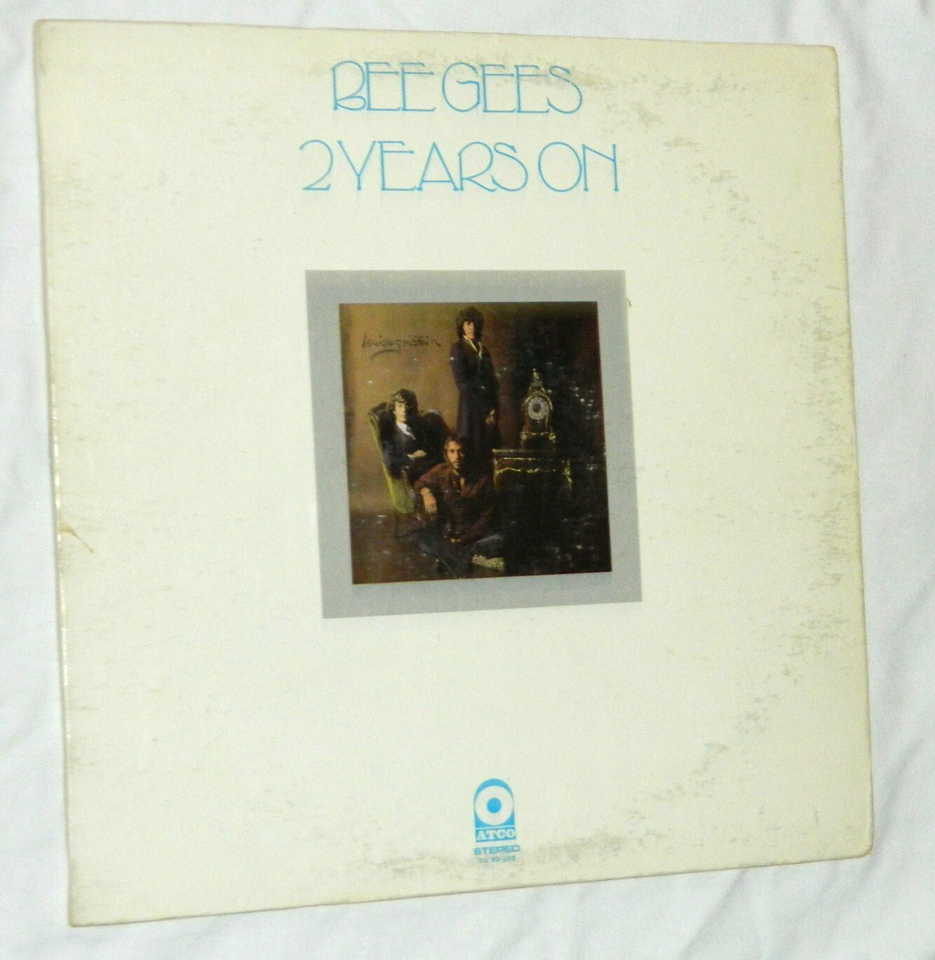 BEE GEES
2 YEARS ON
ATCO
STEREO